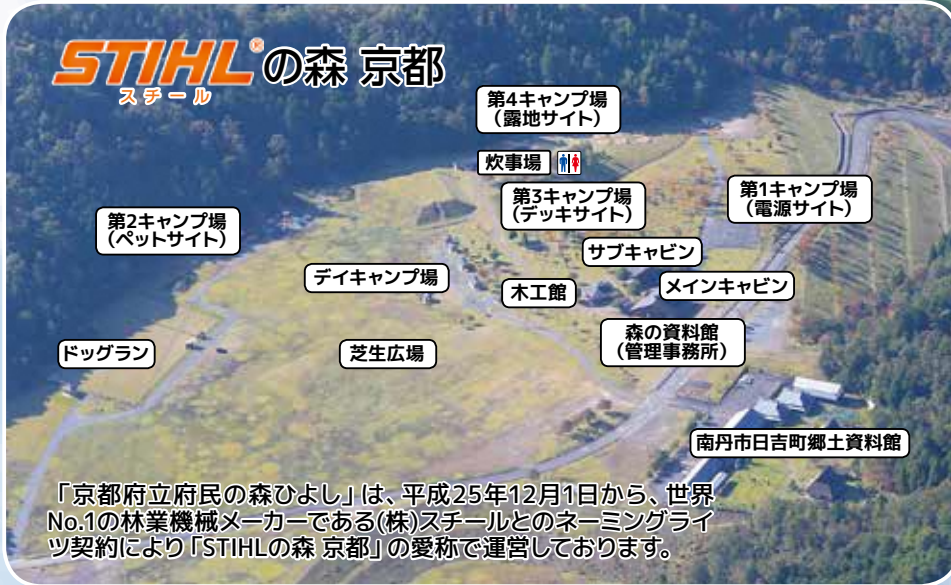 STIHL®の森 京都
スチール
第4キャンプ場
（露地サイト）
炊事場
第3キャンプ場
（デッキサイト）
第1キャンプ場
（電源サイト）
第2キャンプ場
（ペットサイト）
サブキャビン
デイキャンプ場
木工館
メインキャビン
森の資料館
（管理事務所）
ドッグラン
芝生広場
南丹市日吉町郷土資料館
「京都府立府民の森ひよし」は、平成25年12月1日から、世界
No.1の林業機械メーカーである(株)スチールとのネーミングライ
ツ契約により「STIHLの森 京都」の愛称で運営しております。